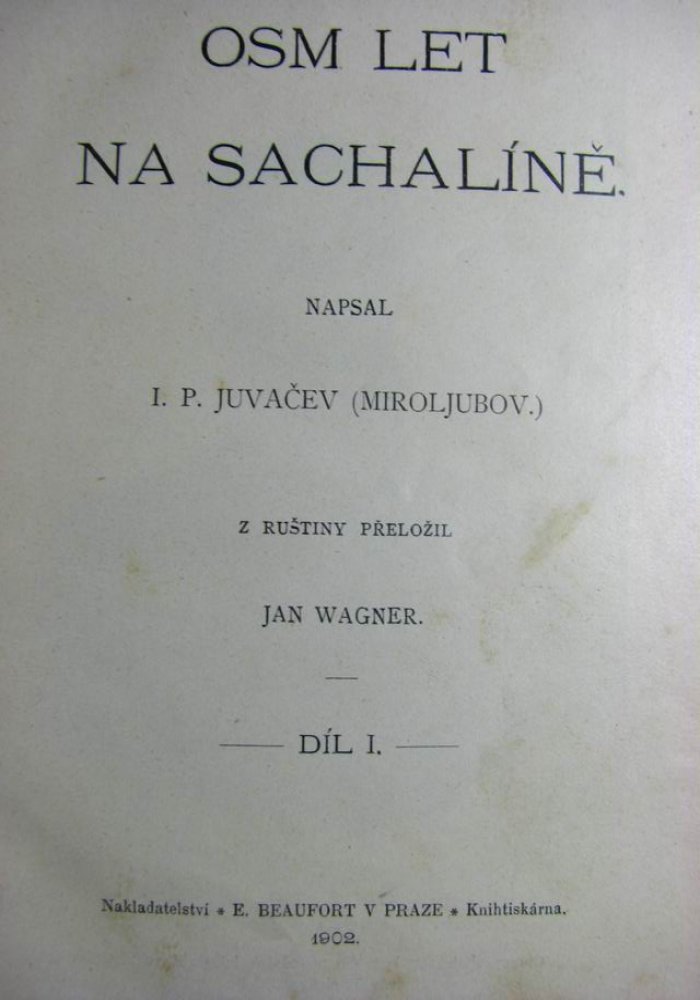 OSM LET
NA SACHALÍNĚ.
NAPSAL
I. P. JUVAČEV (MIROLJUBOV.)
Z RUŠTINY PŘELOŽIL
JAN WAGNER.
DÍL I.
Nakladatelství * E. BEAUFORT V PRAZE * Knihtiskárna.
1902.